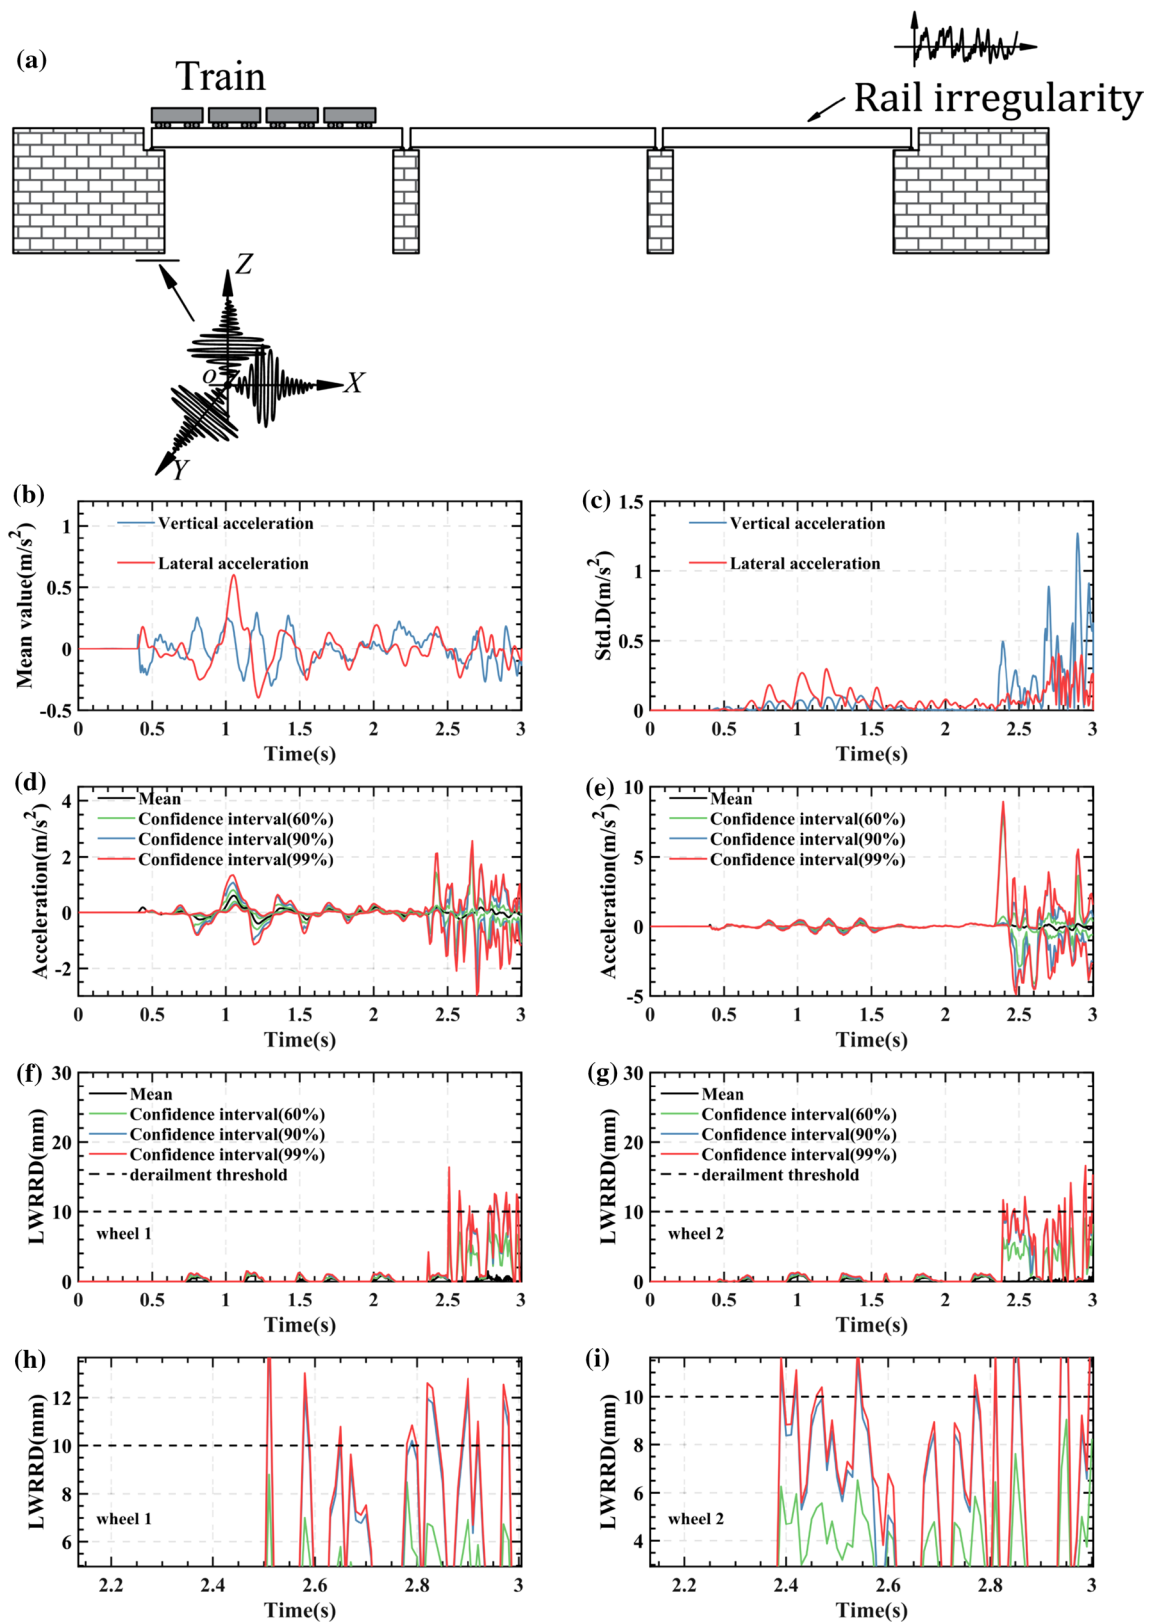 (a)
Train
Rail irregularity
Z
o
X
Y
(b)
Mean value(m/s²)
1
0.5
0
-0.5
Vertical acceleration
Lateral acceleration
0 0.5 1 1.5 2 2.5 3
Time(s)
(c)
Std.D(m/s²)
1.5
1
0.5
0
Vertical acceleration
Lateral acceleration
0 0.5 1 1.5 2 2.5 3
Time(s)
(d)
Acceleration(m/s²)
4
2
0
-2
Mean
Confidence interval(60%)
Confidence interval(90%)
Confidence interval(99%)
0 0.5 1 1.5 2 2.5 3
Time(s)
(e)
Acceleration(m/s²)
10
5
0
-5
Mean
Confidence interval(60%)
Confidence interval(90%)
Confidence interval(99%)
0 0.5 1 1.5 2 2.5 3
Time(s)
(f)
LWRRD(mm)
30
20
10
0
Mean
Confidence interval(60%)
Confidence interval(90%)
Confidence interval(99%)
derailment threshold
wheel 1
0 0.5 1 1.5 2 2.5 3
Time(s)
(g)
LWRRD(mm)
30
20
10
0
Mean
Confidence interval(60%)
Confidence interval(90%)
Confidence interval(99%)
derailment threshold
wheel 2
0 0.5 1 1.5 2 2.5 3
Time(s)
(h)
LWRRD(mm)
12
10
8
6
wheel 1
2.2 2.4 2.6 2.8 3
Time(s)
(i)
LWRRD(mm)
10
8
6
4
wheel 2
2.2 2.4 2.6 2.8 3
Time(s)